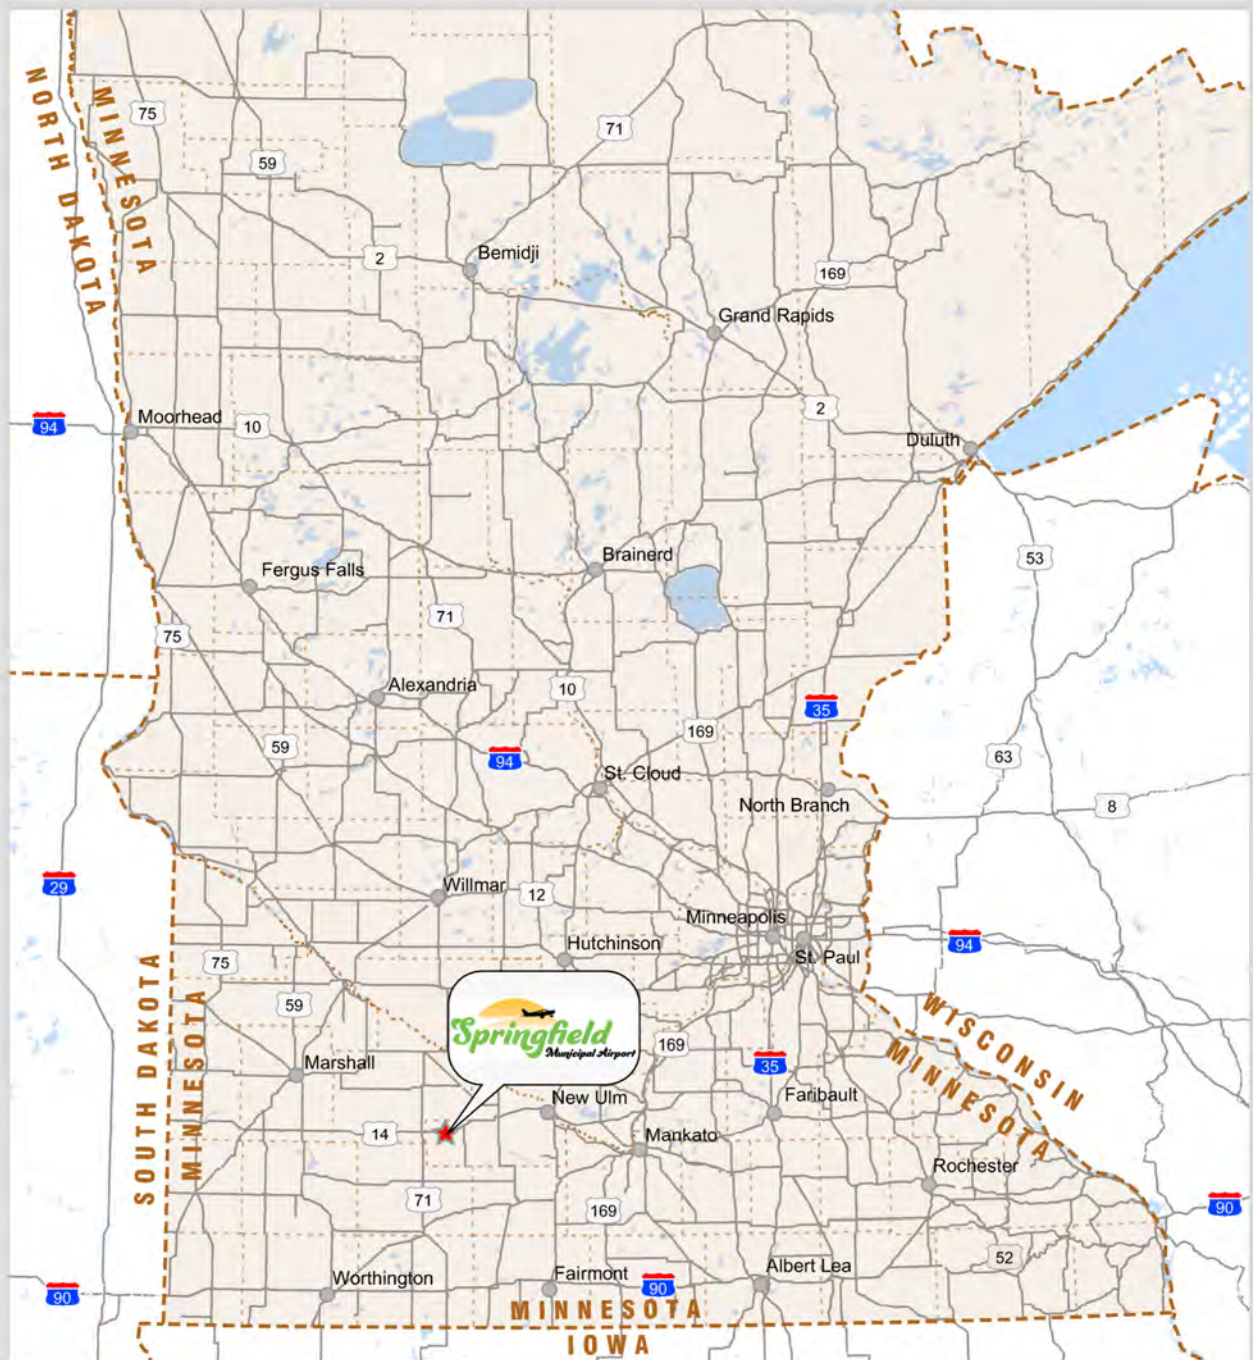 75
71
59
NORTH DAKOTA
MINNESOTA
2
Bemidji
169
Grand Rapids
94
Moorhead
10
2
Duluth
53
Brainerd
Fergus Falls
71
75
Alexandria
10
35
169
59
94
63
St. Cloud
North Branch
8
29
Willmar
12
Minneapolis
94
Hutchinson
St. Paul
75
59
SOUTH DAKOTA
MINNESOTA
WISCONSIN
MINNESOTA
Springfield
Municipal Airport
169
35
Marshall
New Ulm
Faribault
14
Mankato
Rochester
71
169
90
52
Worthington
Fairmont
Albert Lea
90
90
MINNESOTA
IOWA